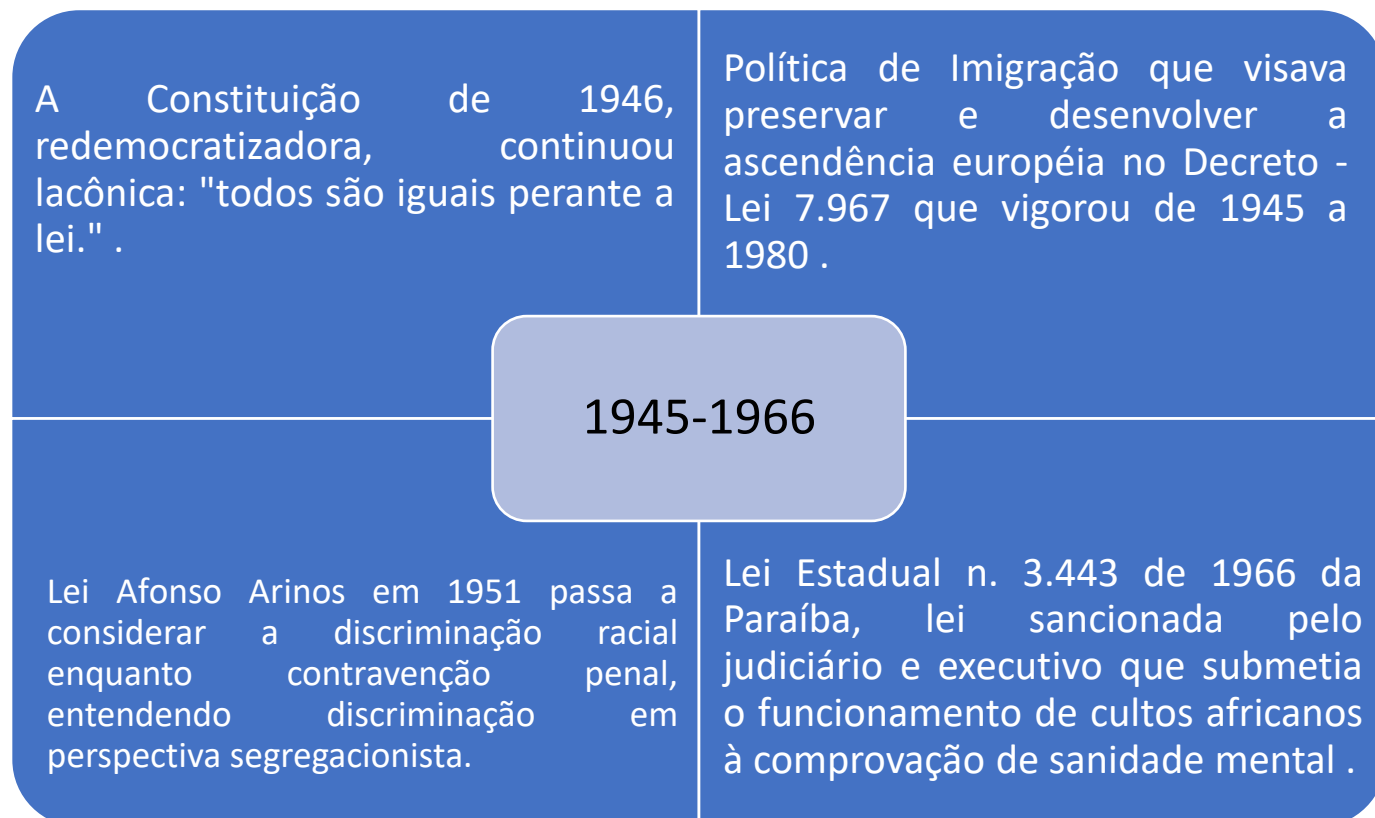 A Constituição de 1946,
redemocratizadora, continuou
lacônica: "todos são iguais perante a
lei." .
Política de Imigração que visava
preservar e desenvolver a
ascendência européia no Decreto -
Lei 7.967 que vigorou de 1945 a
1980 .
1945-1966
Lei Afonso Arinos em 1951 passa a
considerar a discriminação racial
enquanto contravenção penal,
entendendo discriminação em
perspectiva segregacionista.
Lei Estadual n. 3.443 de 1966 da
Paraíba, lei sancionada pelo
judiciário e executivo que submetia
o funcionamento de cultos africanos
à comprovação de sanidade mental .